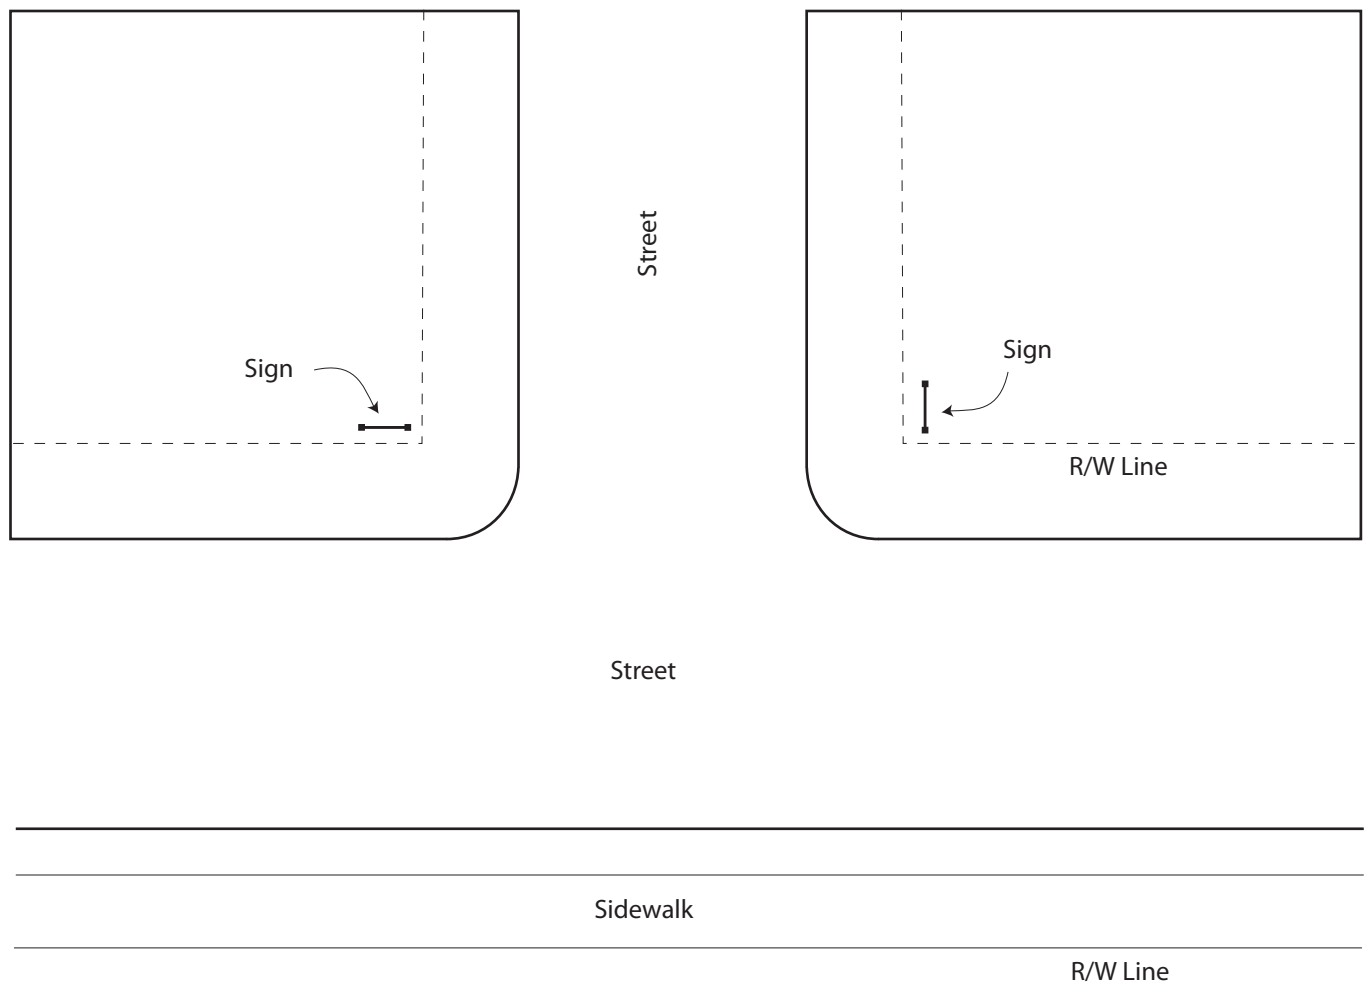 Street
Sign
Sign
R/W Line
Street
Sidewalk
R/W Line